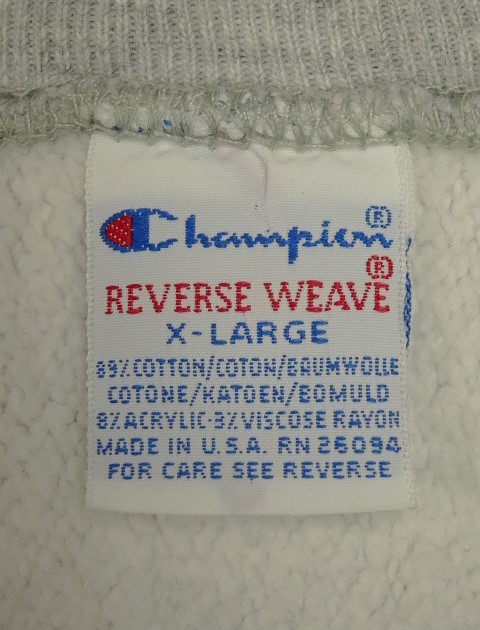 Champion®
REVERSE WEAVE®
X-LARGE
89% COTTON/COTON/BAUMWOLLE
COTONE/KATOEN/BOMULD
8% ACRYLIC-3% VISCOSE RAYON
MADE IN U.S.A. RN 26094
FOR CARE SEE REVERSE